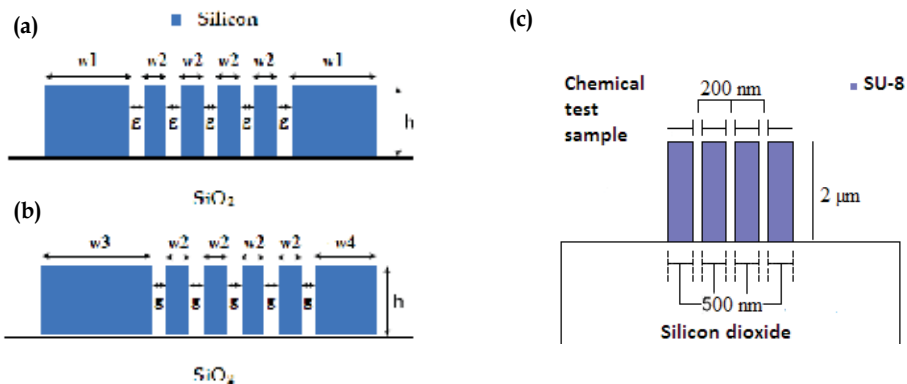 (a)
Silicon
w1 w2 w2 w2 w2 w1
g g g g g
h
SiO2
(b)
w3 w2 w2 w2 w2 w4
g g g g g
h
SiO2
(c)
SU-8
Chemical
test
sample
200 nm
2 µm
500 nm
Silicon dioxide